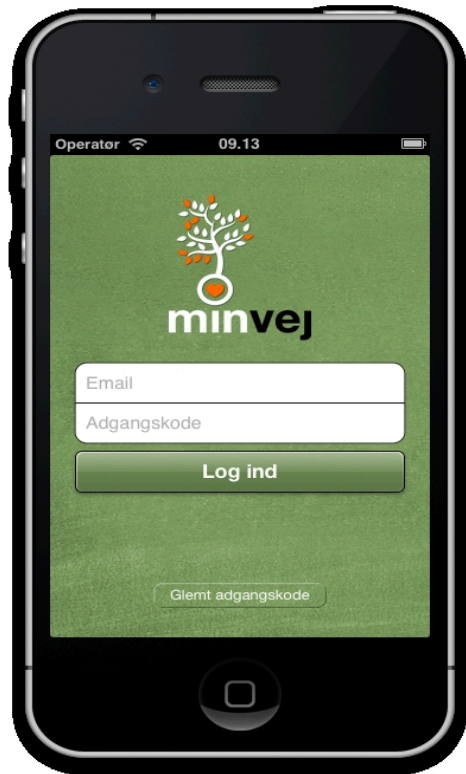 Operatør 09.13
minvej
Email
Adgangskode
Log ind
Glemt adgangskode